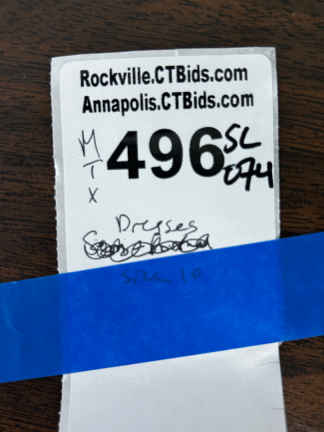 Rockville.CTBids.com
Annapolis.CTBids.com
M
T
X
496
SL
074
Dresses